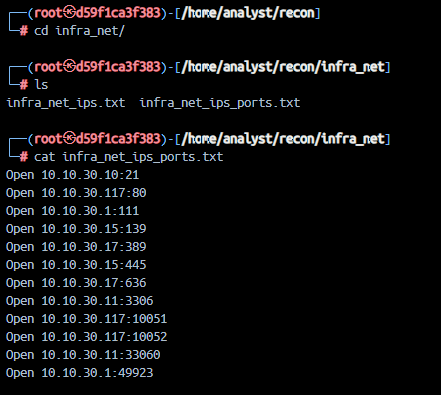 ┌──(root㉿d59f1ca3f383)-[/home/analyst/recon]
└─# cd infra_net/
┌──(root㉿d59f1ca3f383)-[/home/analyst/recon/infra_net]
└─# ls
infra_net_ips.txt  infra_net_ips_ports.txt
┌──(root㉿d59f1ca3f383)-[/home/analyst/recon/infra_net]
└─# cat infra_net_ips_ports.txt
Open 10.10.30.10:21
Open 10.10.30.117:80
Open 10.10.30.1:111
Open 10.10.30.15:139
Open 10.10.30.17:389
Open 10.10.30.15:445
Open 10.10.30.17:636
Open 10.10.30.11:3306
Open 10.10.30.117:10051
Open 10.10.30.117:10052
Open 10.10.30.11:33060
Open 10.10.30.1:49923